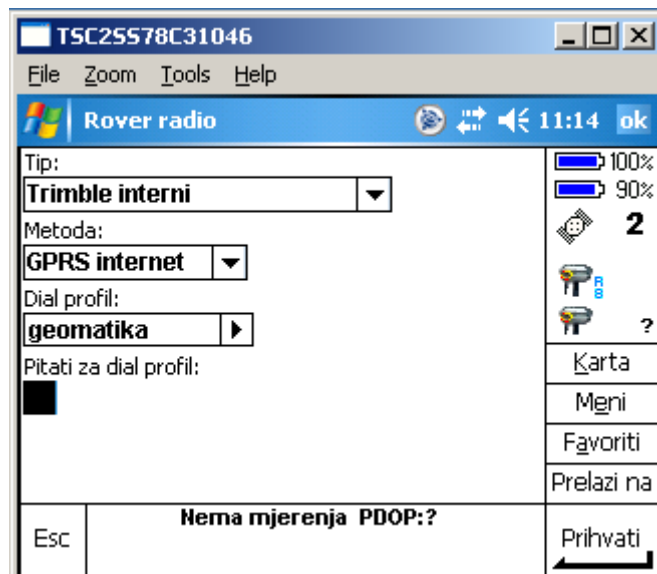 TSC2SS78C31046
File Zoom Tools Help
Rover radio 11:14 ok
Tip:
Trimble interni
Metoda:
GPRS internet
Dial profil:
geomatika
Pitati za dial profil:
100%
90%
2
R8
?
Karta
Meni
Favoriti
Prelazi na
Esc
Nema mjerenja PDOP:?
Prihvati